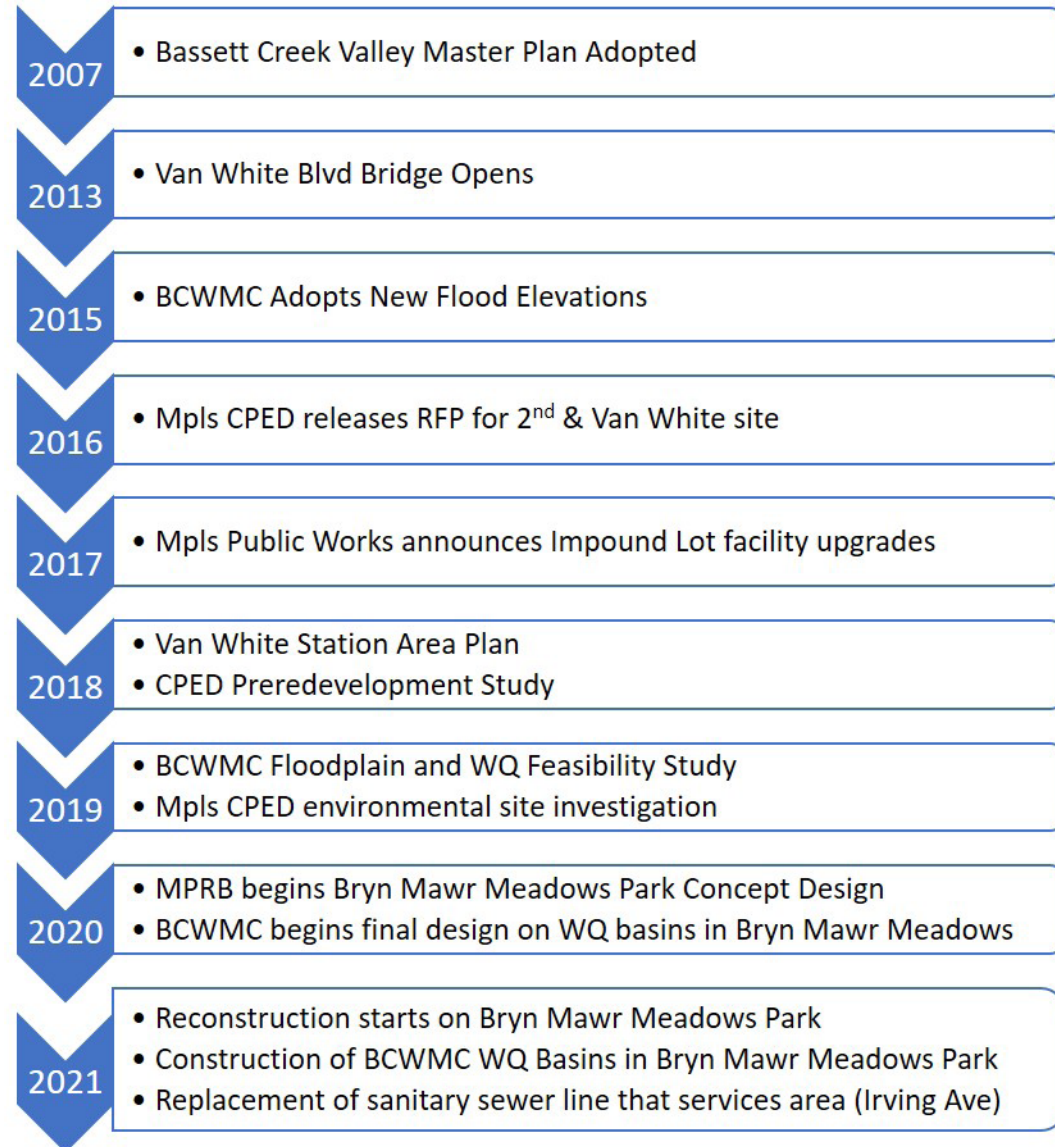 2007
• Bassett Creek Valley Master Plan Adopted
2013
• Van White Blvd Bridge Opens
2015
• BCWMC Adopts New Flood Elevations
2016
• Mpls CPED releases RFP for 2nd & Van White site
2017
• Mpls Public Works announces Impound Lot facility upgrades
2018
• Van White Station Area Plan
• CPED Preredevelopment Study
2019
• BCWMC Floodplain and WQ Feasibility Study
• Mpls CPED environmental site investigation
2020
• MPRB begins Bryn Mawr Meadows Park Concept Design
• BCWMC begins final design on WQ basins in Bryn Mawr Meadows
2021
• Reconstruction starts on Bryn Mawr Meadows Park
• Construction of BCWMC WQ Basins in Bryn Mawr Meadows Park
• Replacement of sanitary sewer line that services area (Irving Ave)